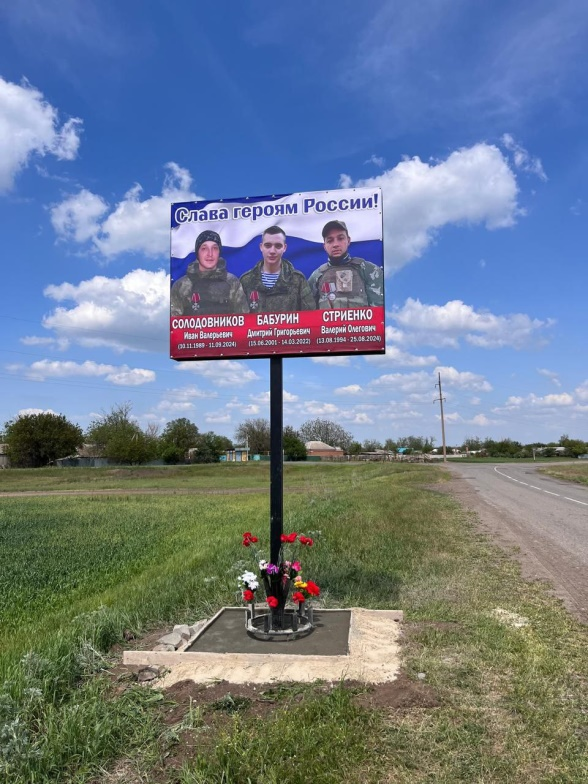 Слава героям России!
СОЛОДОВНИКОВ БАБУРИН СТРИЕНКО
Иван Валерьевич Дмитрий Григорьевич Валерий Олегович
(30.11.1989 - 11.09.2024) (15.06.2001 - 14.03.2022) (13.08.1994 - 25.08.2024)